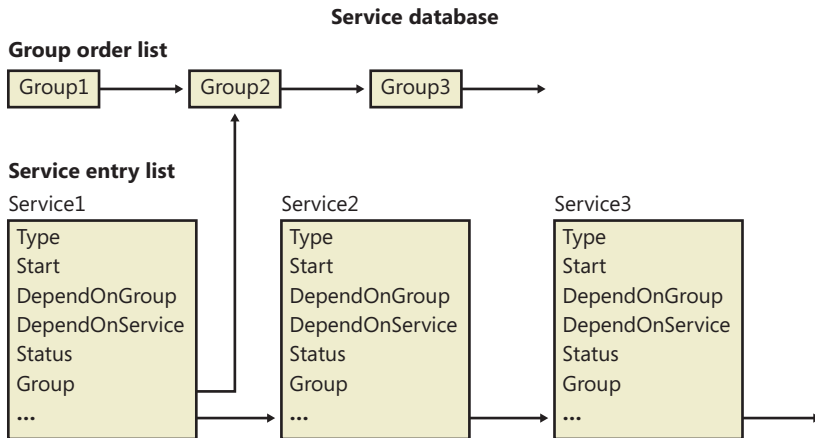 Service database
Group order list
Group1
Group2
Group3
Service entry list
Service1
Type
Start
DependOnGroup
DependOnService
Status
Group
...
Service2
Type
Start
DependOnGroup
DependOnService
Status
Group
...
Service3
Type
Start
DependOnGroup
DependOnService
Status
Group
...